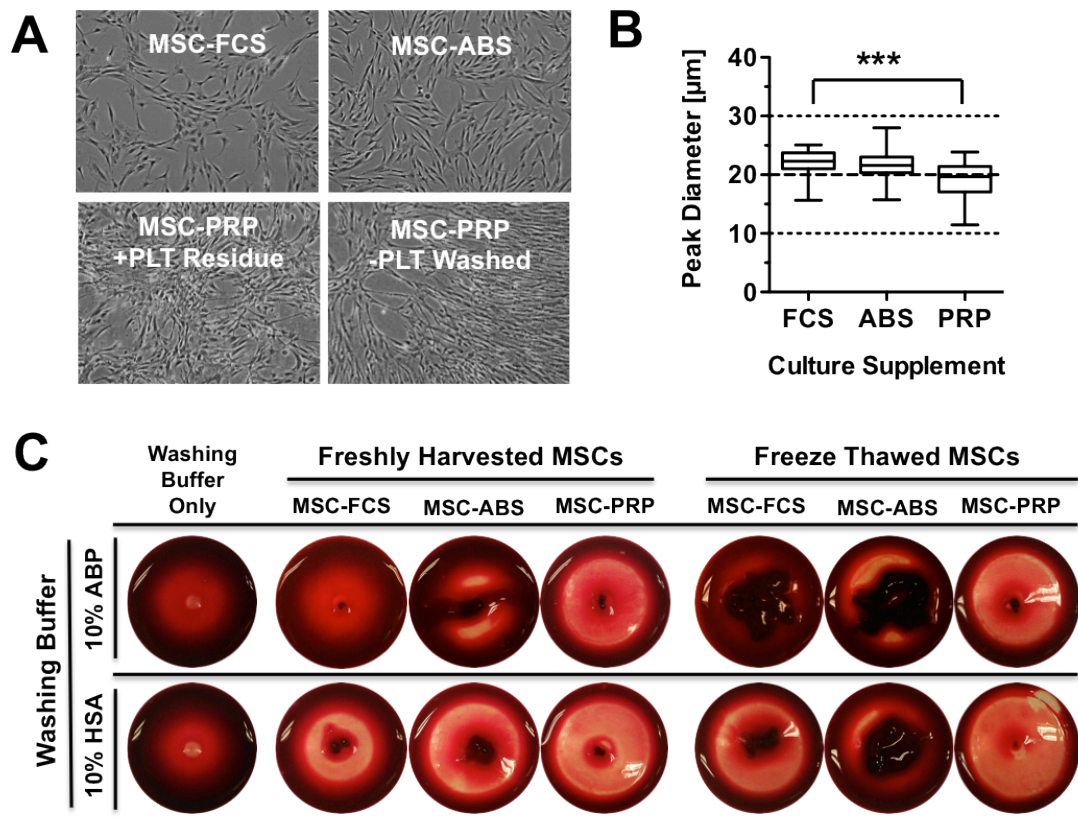 A
MSC-FCS
MSC-ABS
MSC-PRP
+PLT Residue
MSC-PRP
-PLT Washed
B
***
Peak Diameter [µm]
40
30
20
10
0
FCS ABS PRP
Culture Supplement
C
Washing
Buffer
Only
Freshly Harvested MSCs
Freeze Thawed MSCs
MSC-FCS MSC-ABS MSC-PRP
MSC-FCS MSC-ABS MSC-PRP
Washing Buffer
10% ABP
10% HSA